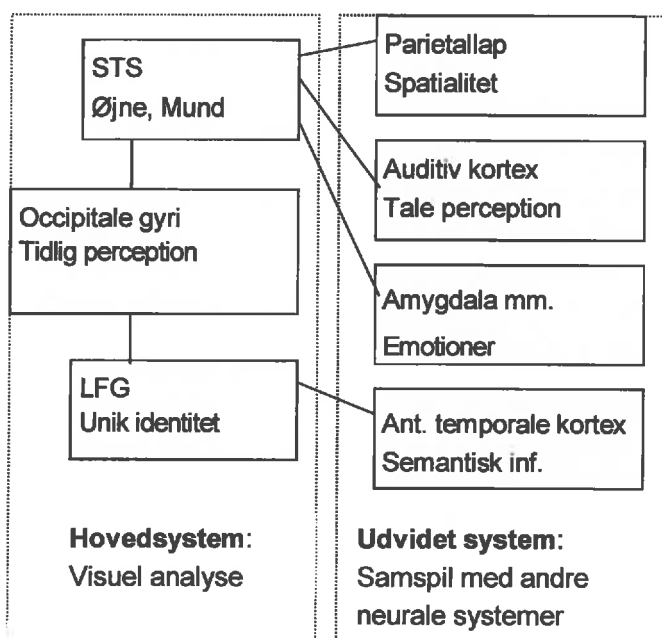 STS
Øjne, Mund
Occipitale gyri
Tidlig perception
LFG
Unik identitet
Hovedsystem:
Visuel analyse
Parietallap
Spatialitet
Auditiv kortex
Tale perception
Amygdala mm.
Emotioner
Ant. temporale kortex
Semantisk inf.
Udvidet system:
Samspil med andre
neurale systemer